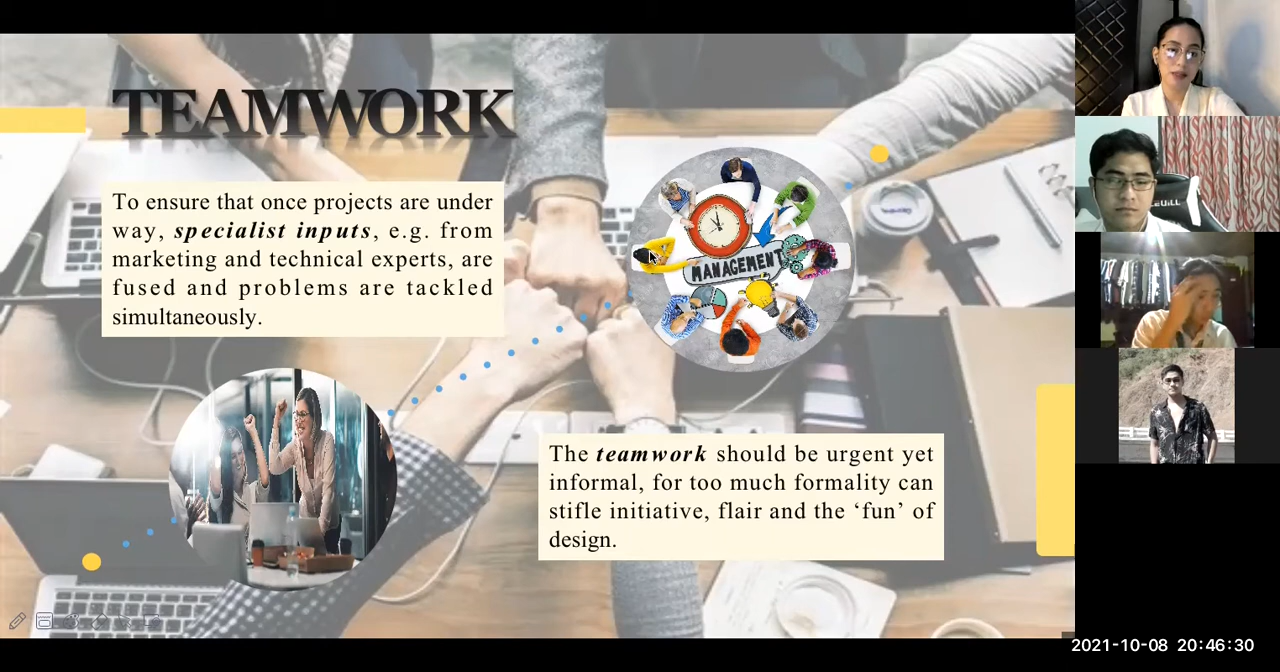 TEAMWORK
To ensure that once projects are under
way, specialist inputs, e.g. from
marketing and technical experts, are
fused and problems are tackled
simultaneously.
MANAGEMENT
The teamwork should be urgent yet
informal, for too much formality can
stifle initiative, flair and the ‘fun’ of
design.
2021-10-08 20:46:30